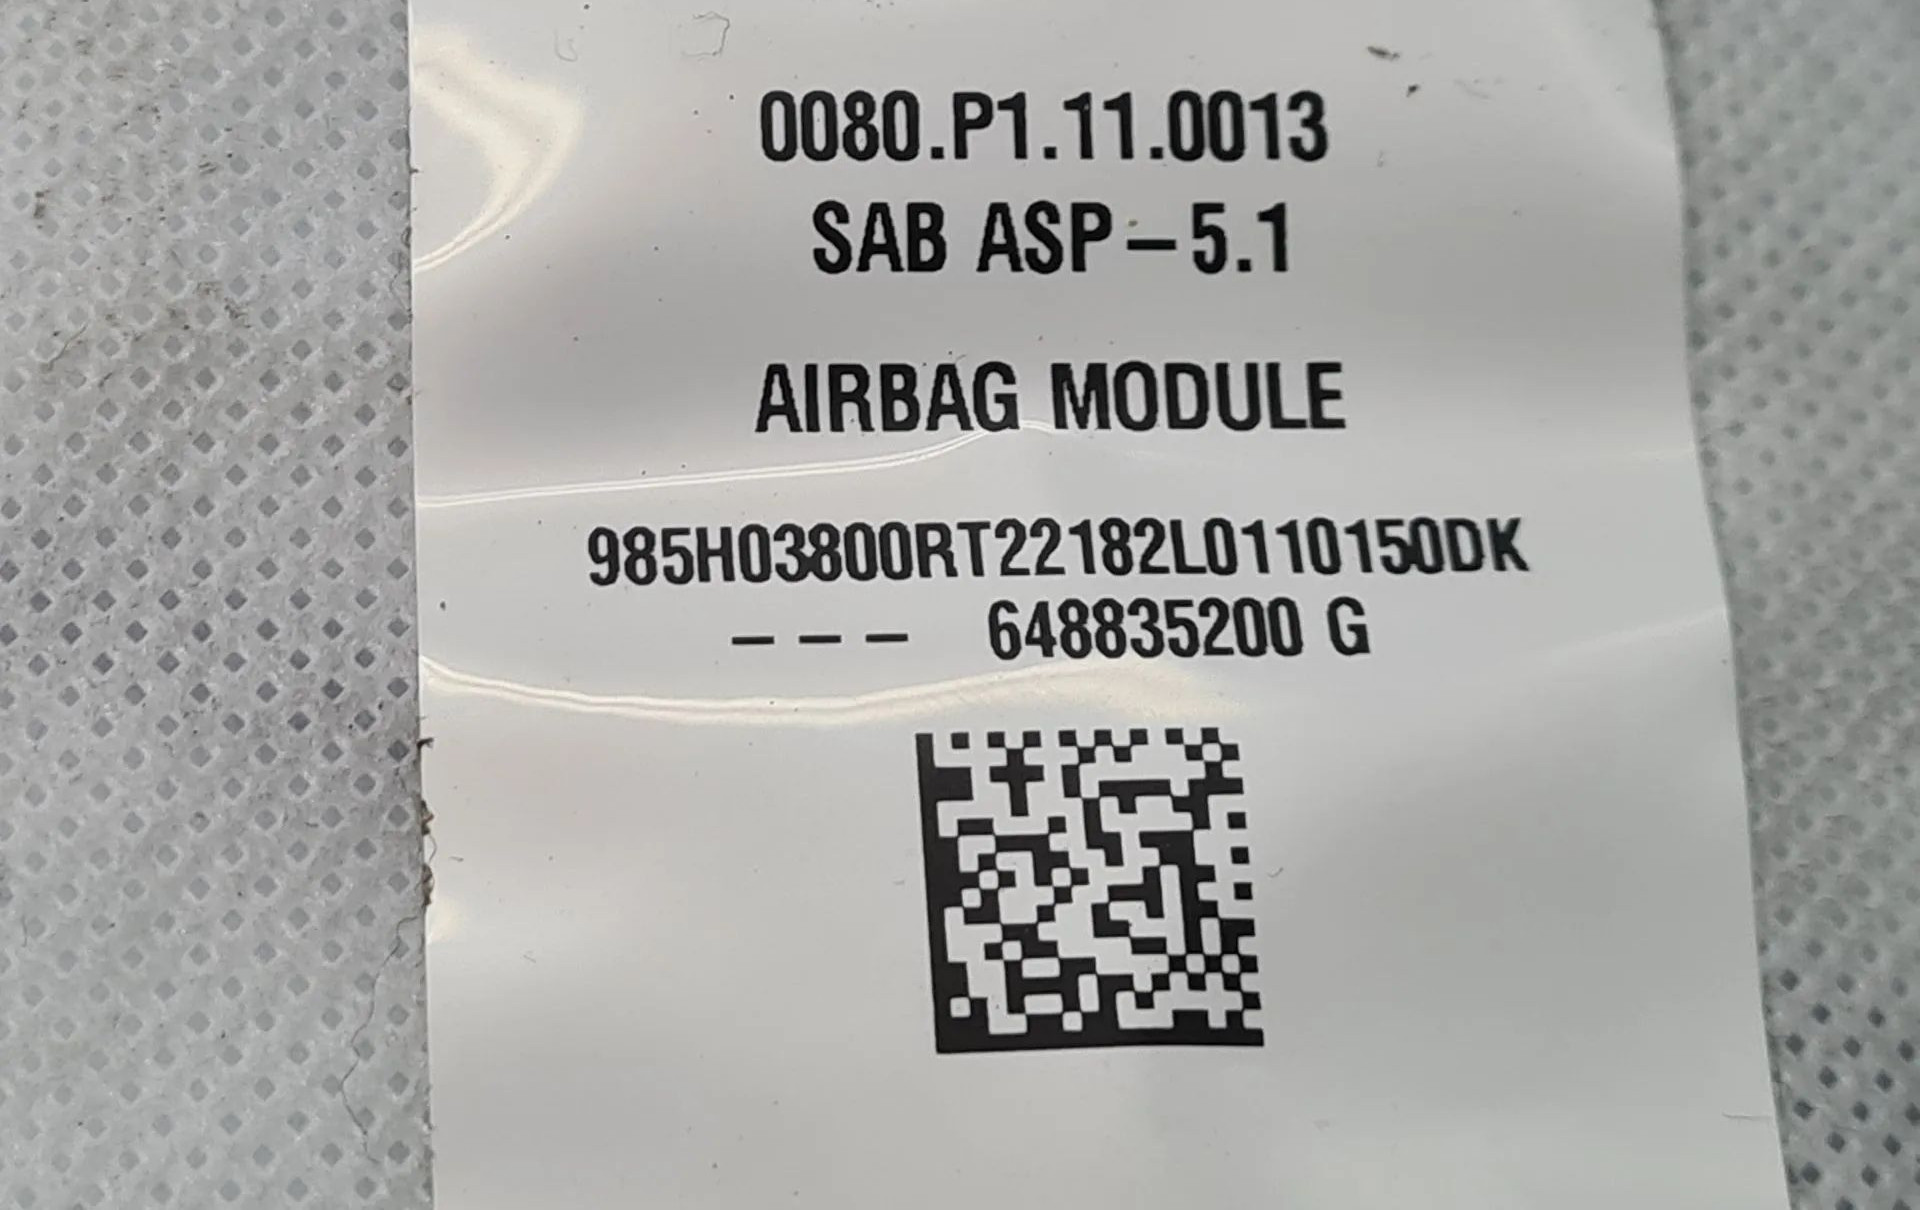 0080.P1.11.0013
SAB ASP – 5.1
AIRBAG MODULE
985H03800RT22182L0110150DK
– – – 648835200 G